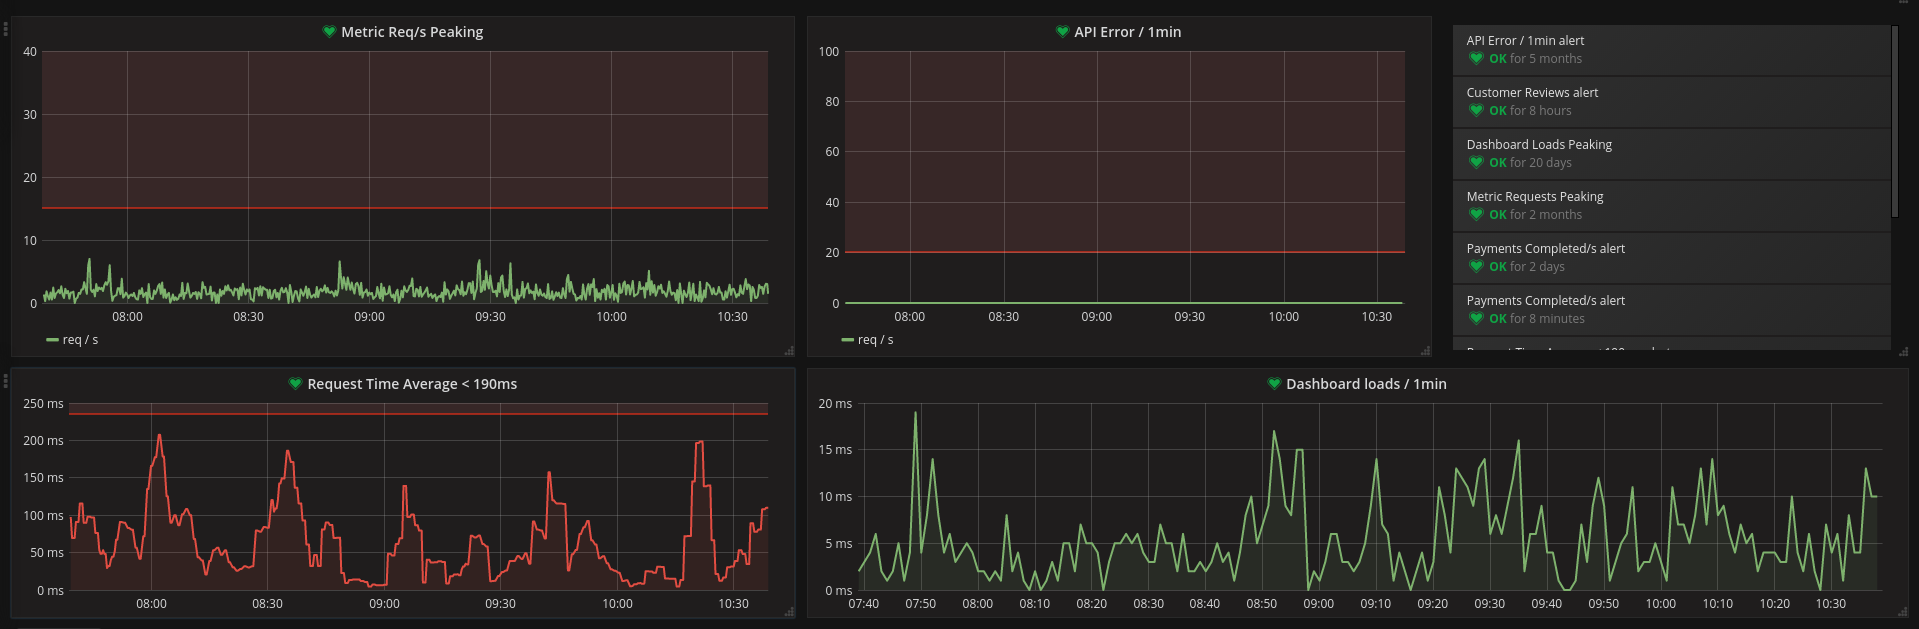 Metric Req/s Peaking
40
30
20
10
0
08:00 08:30 09:00 09:30 10:00 10:30
req / s
API Error / 1min
100
80
60
40
20
0
08:00 08:30 09:00 09:30 10:00 10:30
req / s
API Error / 1min alert
OK for 5 months
Customer Reviews alert
OK for 8 hours
Dashboard Loads Peaking
OK for 20 days
Metric Requests Peaking
OK for 2 months
Payments Completed/s alert
OK for 2 days
Payments Completed/s alert
OK for 8 minutes
Request Time Average < 190ms
250 ms
200 ms
150 ms
100 ms
50 ms
0 ms
08:00 08:30 09:00 09:30 10:00 10:30
Dashboard loads / 1min
20 ms
15 ms
10 ms
5 ms
0 ms
07:40 07:50 08:00 08:10 08:20 08:30 08:40 08:50 09:00 09:10 09:20 09:30 09:40 09:50 10:00 10:10 10:20 10:30